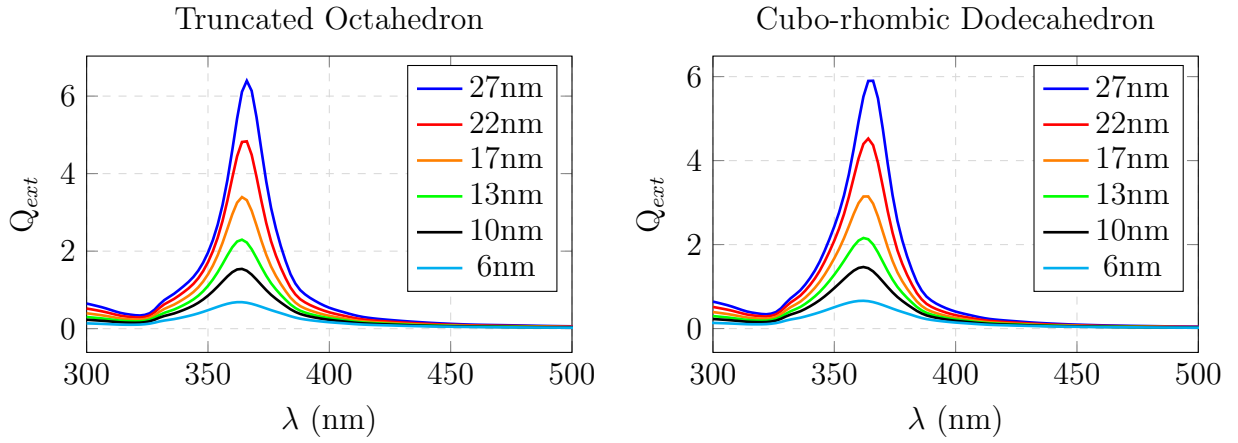 Truncated Octahedron
Q_ext
6
4
2
0
27nm
22nm
17nm
13nm
10nm
6nm
300
350
400
450
500
λ (nm)
Cubo-rhombic Dodecahedron
Q_ext
6
4
2
0
27nm
22nm
17nm
13nm
10nm
6nm
300
350
400
450
500
λ (nm)